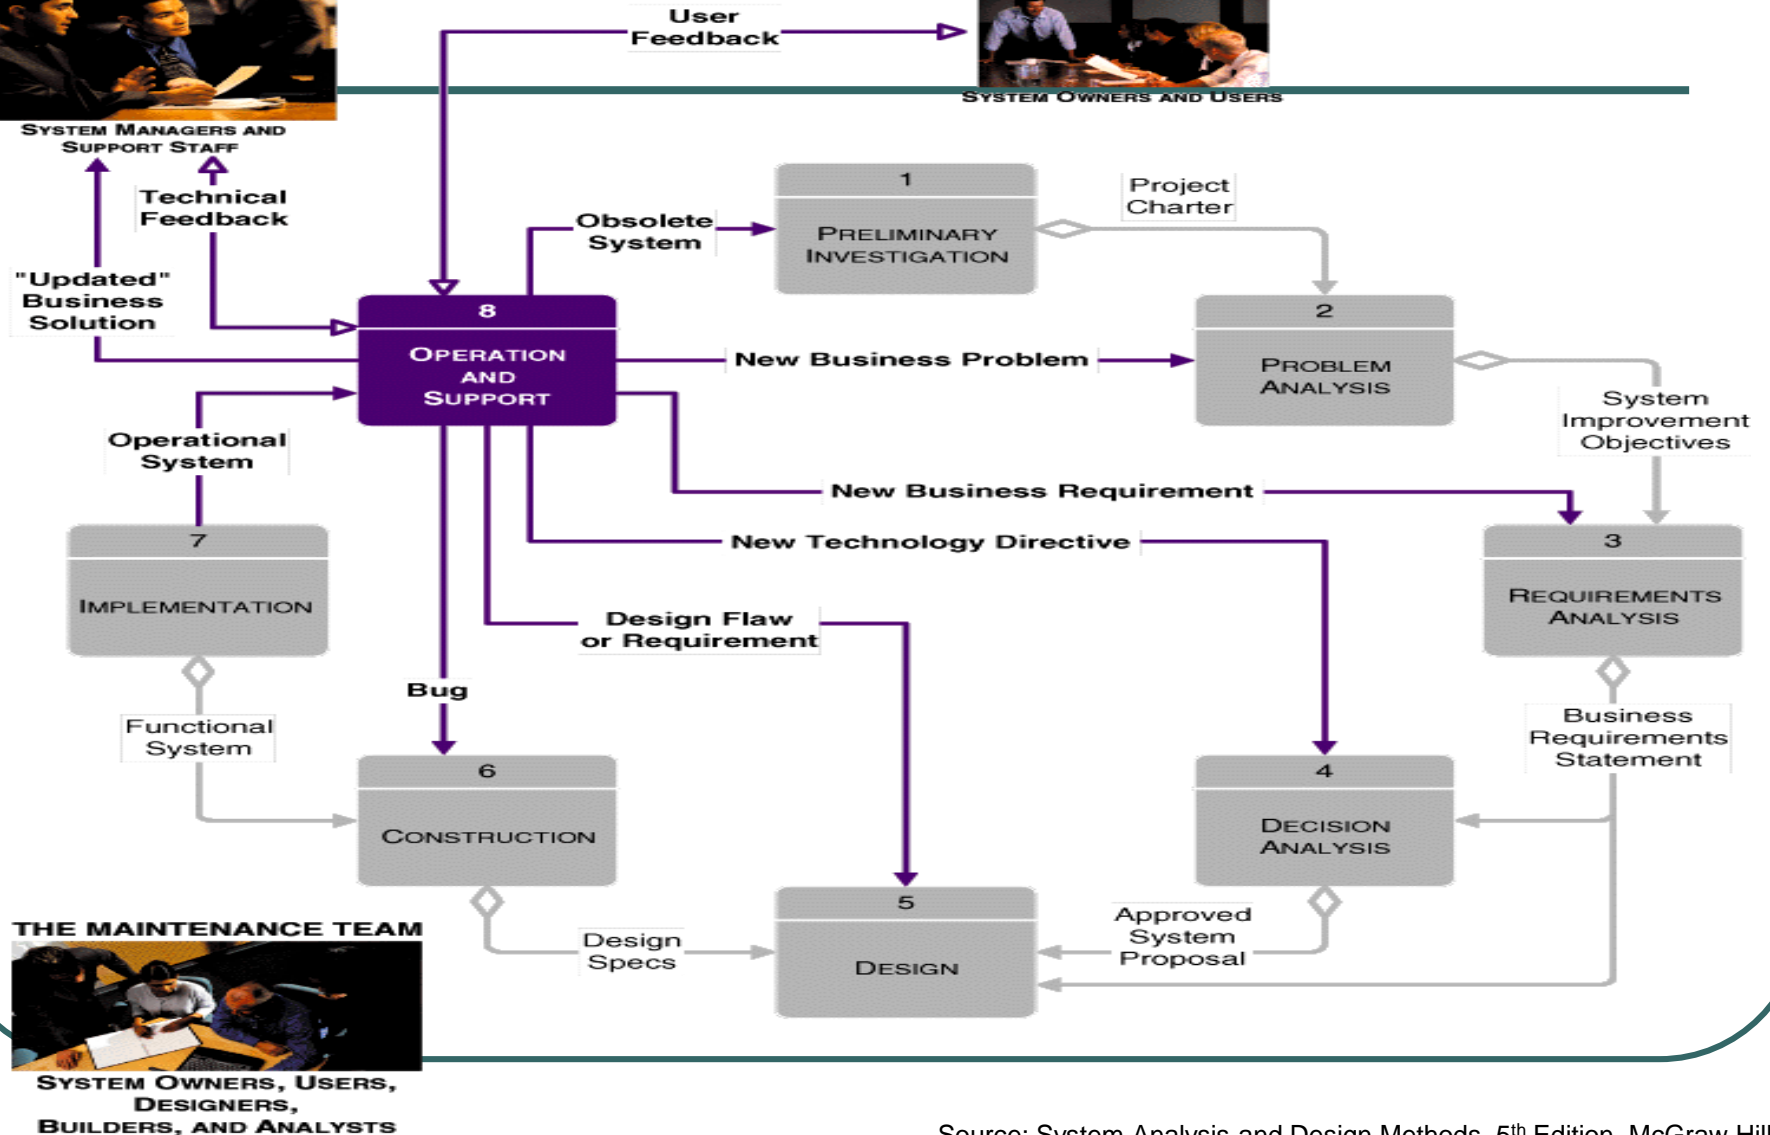 User
Feedback
SYSTEM OWNERS AND USERS
SYSTEM MANAGERS AND
SUPPORT STAFF
Technical
Feedback
"Updated"
Business
Solution
Obsolete
System
1
PRELIMINARY
INVESTIGATION
Project
Charter
8
OPERATION
AND
SUPPORT
New Business Problem
2
PROBLEM
ANALYSIS
System
Improvement
Objectives
Operational
System
New Business Requirement
New Technology Directive
7
IMPLEMENTATION
3
REQUIREMENTS
ANALYSIS
Design Flaw
or Requirement
Bug
Functional
System
Business
Requirements
Statement
6
CONSTRUCTION
4
DECISION
ANALYSIS
5
DESIGN
Design
Specs
Approved
System
Proposal
THE MAINTENANCE TEAM
SYSTEM OWNERS, USERS,
DESIGNERS,
BUILDERS, AND ANALYSTS
Source: System Analysis and Design Methods, 5th Edition, McGraw Hill